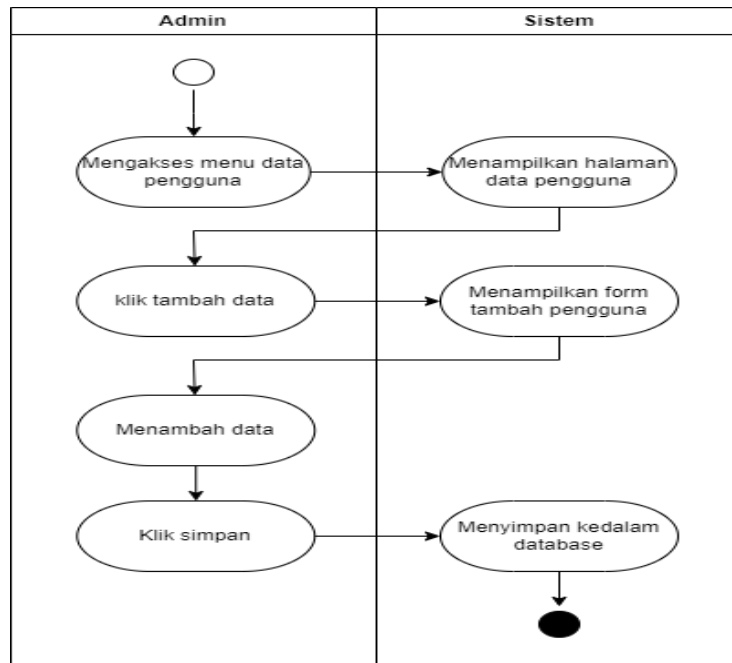 Admin
Sistem
Mengakses menu data
pengguna
Menampilkan halaman
data pengguna
klik tambah data
Menampilkan form
tambah pengguna
Menambah data
Klik simpan
Menyimpan kedalam
database